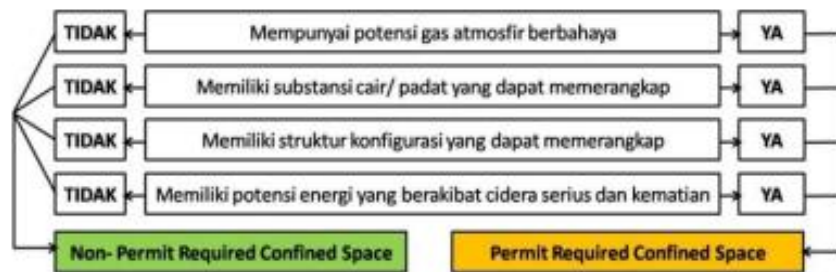 TIDAK Mempunyai potensi gas atmosfir berbahaya YA
TIDAK Memiliki substansi cair/ padat yang dapat memerangkap YA
TIDAK Memiliki struktur konfigurasi yang dapat memerangkap YA
TIDAK Memiliki potensi energi yang berakibat cidera serius dan kematian YA
Non- Permit Required Confined Space Permit Required Confined Space